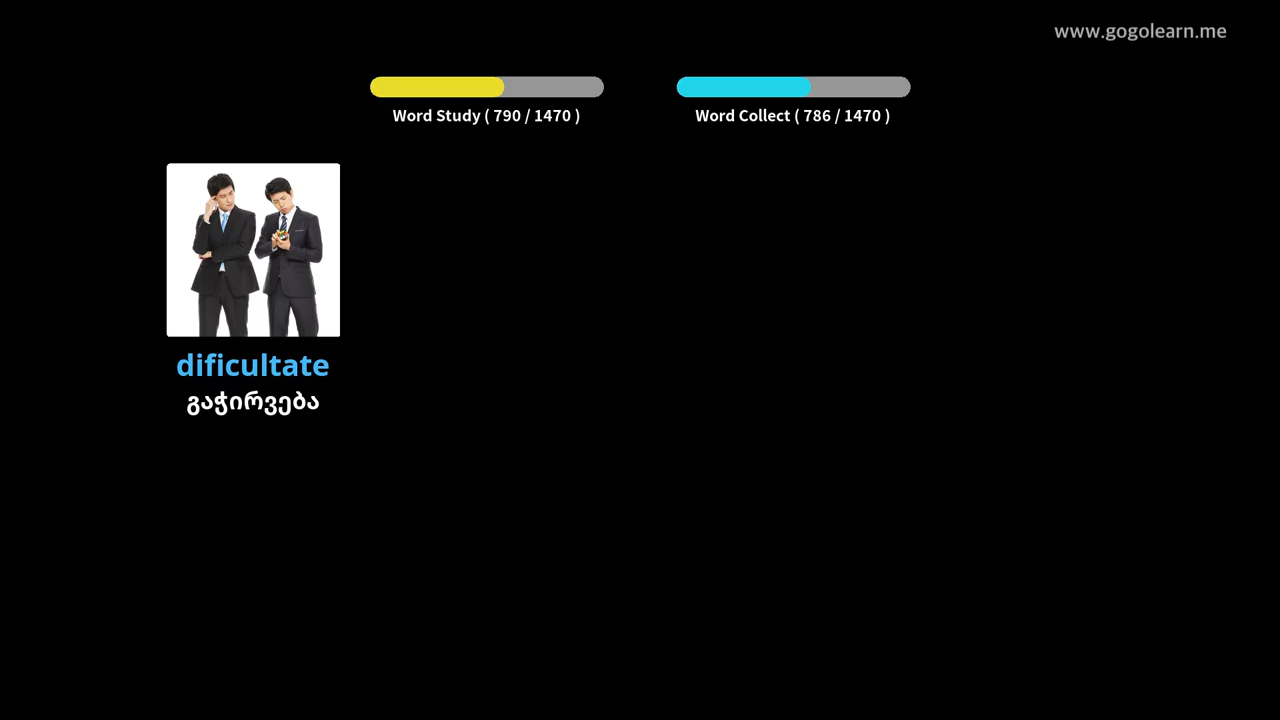 www.gogolearn.me
Word Study ( 790 / 1470 )
Word Collect ( 786 / 1470 )
dificultate
გაჭირვება